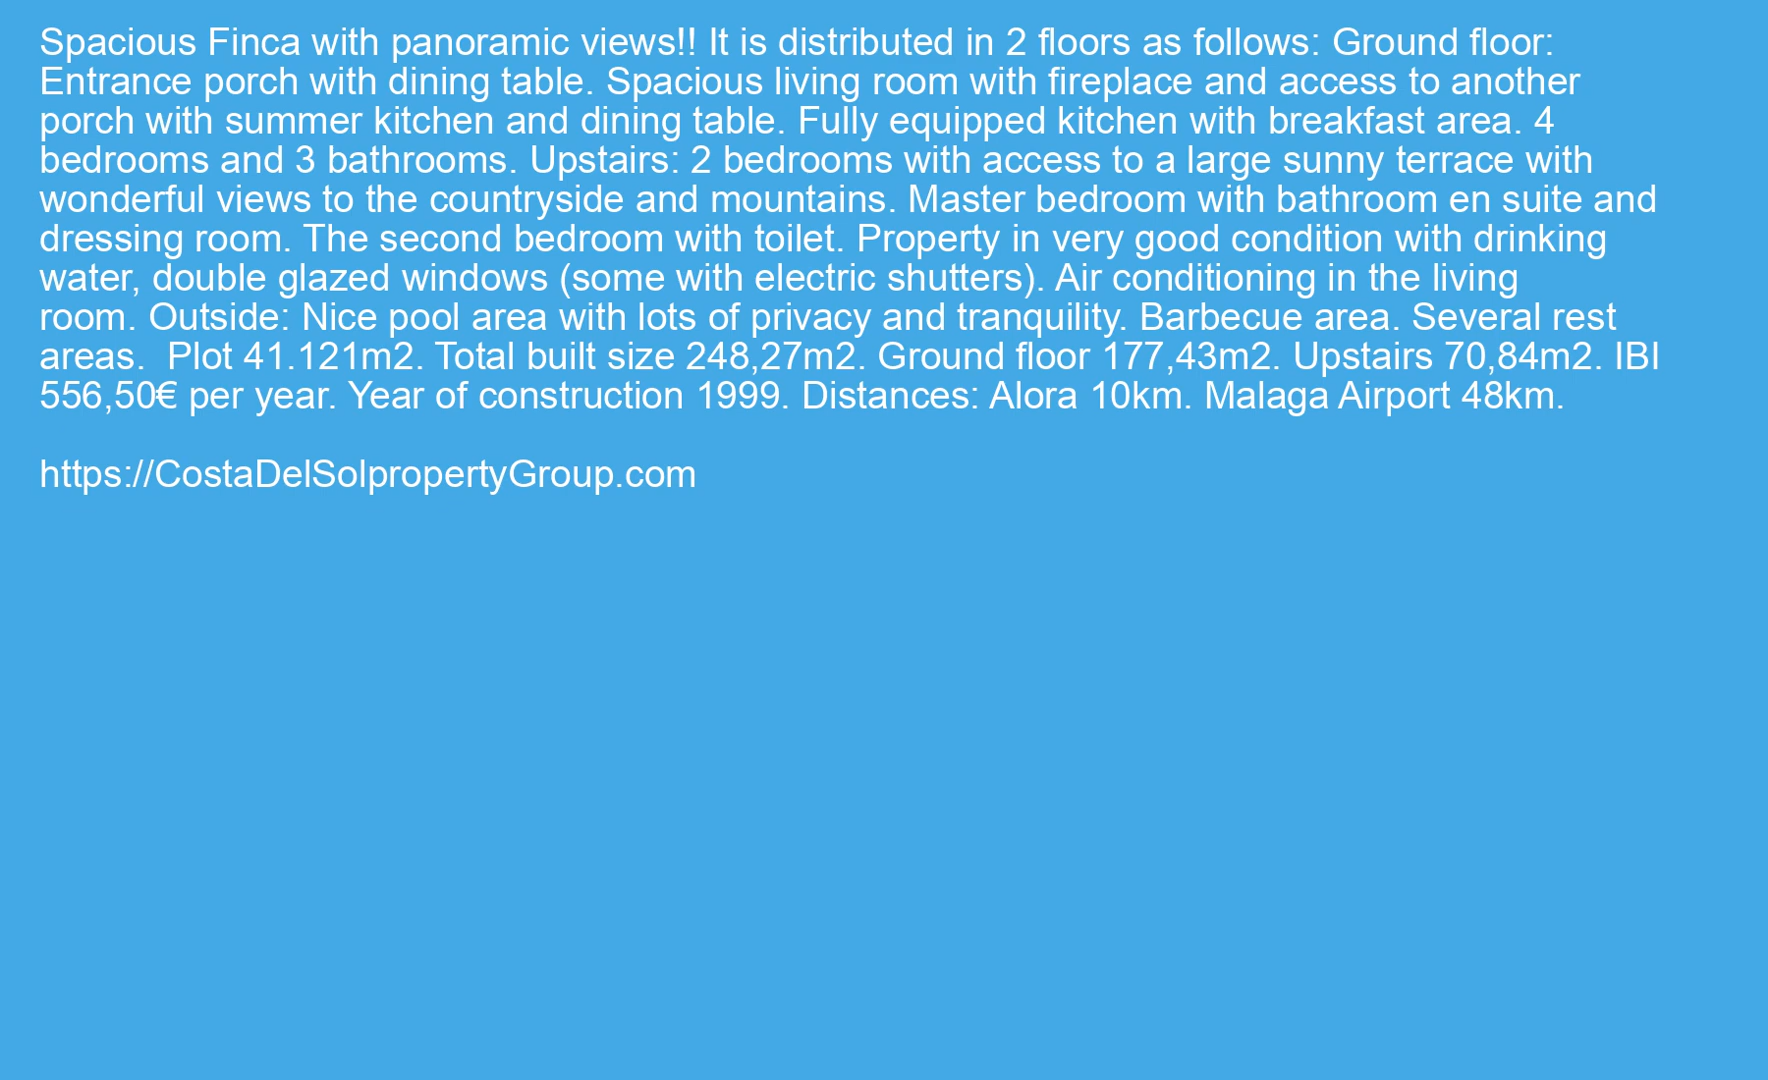 Spacious Finca with panoramic views!! It is distributed in 2 floors as follows: Ground floor:
Entrance porch with dining table. Spacious living room with fireplace and access to another
porch with summer kitchen and dining table. Fully equipped kitchen with breakfast area. 4
bedrooms and 3 bathrooms. Upstairs: 2 bedrooms with access to a large sunny terrace with
wonderful views to the countryside and mountains. Master bedroom with bathroom en suite and
dressing room. The second bedroom with toilet. Property in very good condition with drinking
water, double glazed windows (some with electric shutters). Air conditioning in the living
room. Outside: Nice pool area with lots of privacy and tranquility. Barbecue area. Several rest
areas.  Plot 41.121m2. Total built size 248,27m2. Ground floor 177,43m2. Upstairs 70,84m2. IBI
556,50€ per year. Year of construction 1999. Distances: Alora 10km. Malaga Airport 48km.
https://CostaDelSolpropertyGroup.com